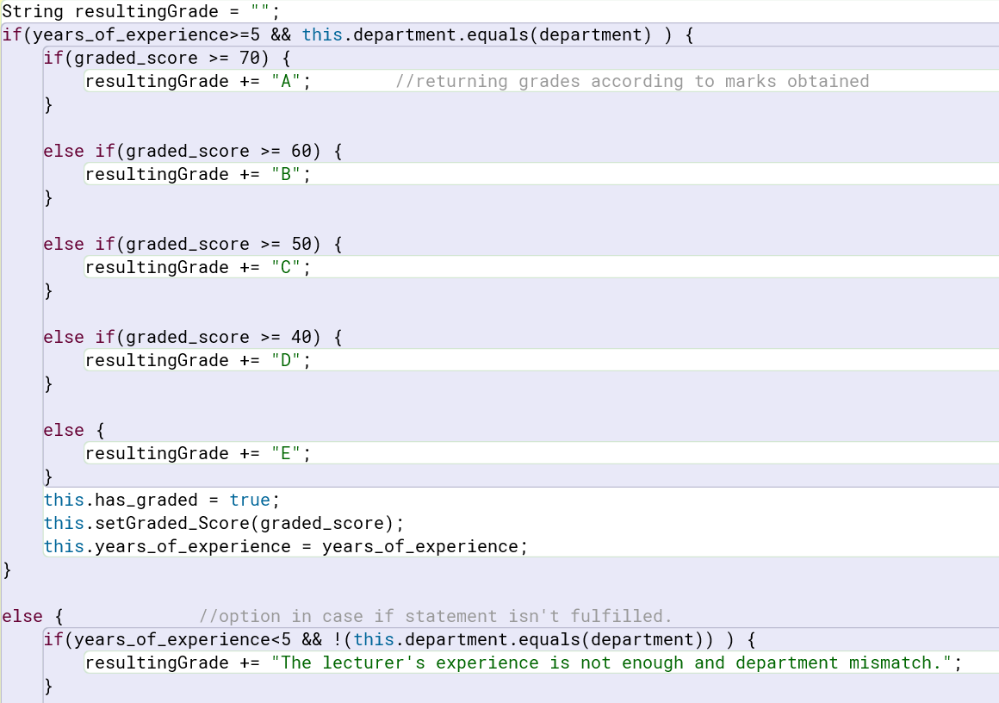 String resultingGrade = "";
if(years_of_experience>=5 && this.department.equals(department) ) {
    if(graded_score >= 70) {
        resultingGrade += "A";        //returning grades according to marks obtained
    }
    else if(graded_score >= 60) {
        resultingGrade += "B";
    }
    else if(graded_score >= 50) {
        resultingGrade += "C";
    }
    else if(graded_score >= 40) {
        resultingGrade += "D";
    }
    else {
        resultingGrade += "E";
    }
    this.has_graded = true;
    this.setGraded_Score(graded_score);
    this.years_of_experience = years_of_experience;
}
else {             //option in case if statement isn't fulfilled.
    if(years_of_experience<5 && !(this.department.equals(department)) ) {
        resultingGrade += "The lecturer's experience is not enough and department mismatch.";
    }